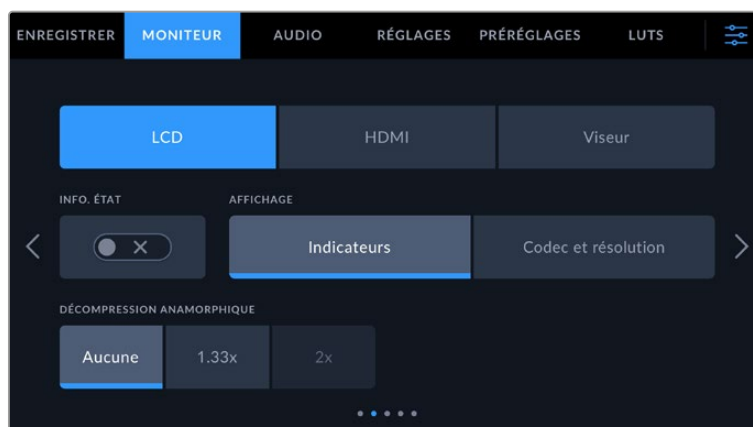 ENREGISTRER MONITEUR AUDIO RÉGLAGES PRÉRÉGLAGES LUTS
LCD HDMI Viseur
INFO. ÉTAT AFFICHAGE
Indicateurs Codec et résolution
DÉCOMPRESSION ANAMORPHIQUE
Aucune 1.33x 2x